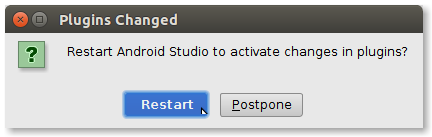 Plugins Changed
Restart Android Studio to activate changes in plugins?
Restart
Postpone